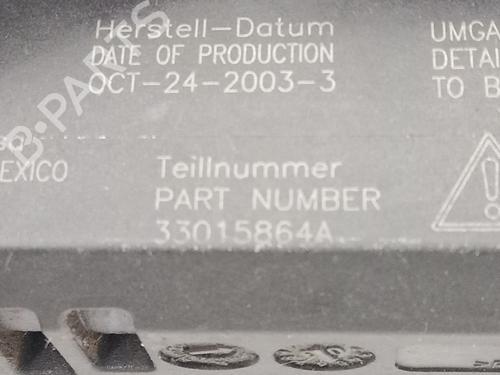 Herstell-Datum
DATE OF PRODUCTION
OCT-24-2003-3
UMGA
DETAI
TO B
EXICO
Teillnummer
PART NUMBER
33015864A
B-PARTS